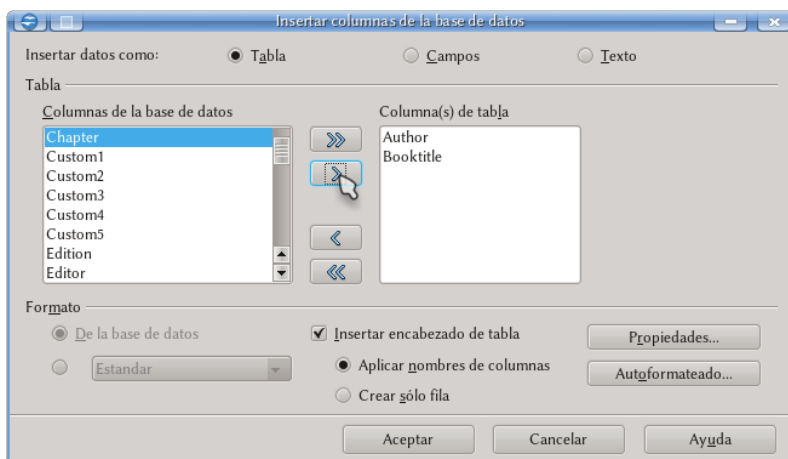 Insertar columnas de la base de datos
Insertar datos como: Tabla Campos Texto
Tabla
Columnas de la base de datos Columna(s) de tabla
Chapter Author
Custom1 Booktitle
Custom2
Custom3
Custom4
Custom5
Edition
Editor
Formato
De la base de datos Insertar encabezado de tabla Propiedades...
Estandar Aplicar nombres de columnas Autoformateado...
Crear sólo fila
Aceptar Cancelar Ayuda